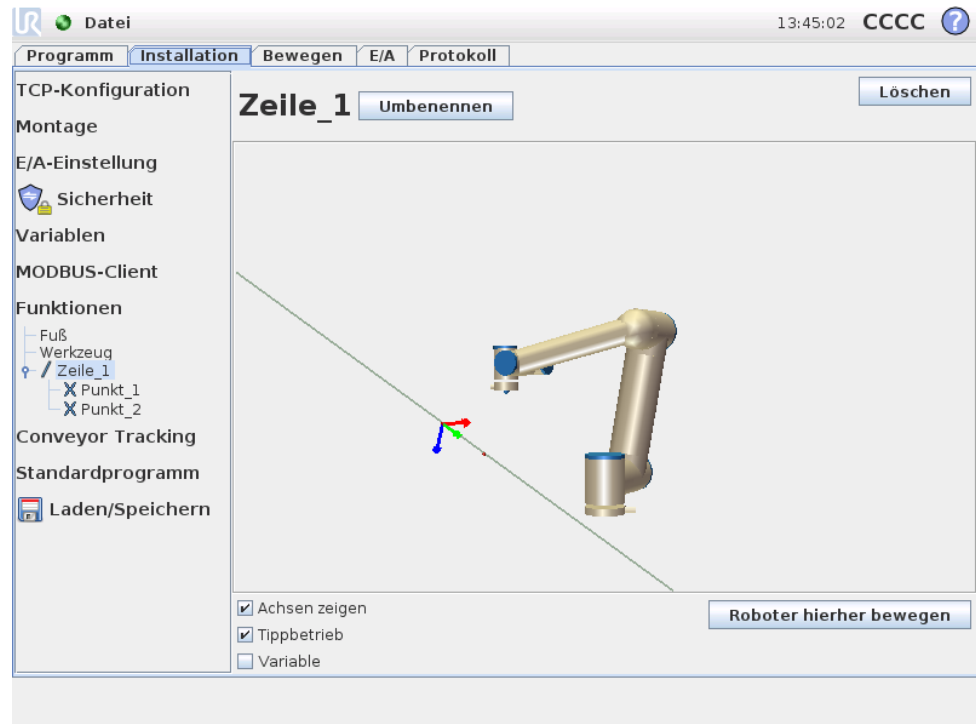 UR Datei 13:45:02 CCCC ?
Programm Installation Bewegen E/A Protokoll
TCP-Konfiguration
Zeile_1 Umbenennen Löschen
Montage
E/A-Einstellung
Sicherheit
Variablen
MODBUS-Client
Funktionen
Fuß
Werkzeug
Zeile_1
Punkt_1
Punkt_2
Conveyor Tracking
Standardprogramm
Laden/Speichern
Achsen zeigen
Tippbetrieb
Variable
Roboter hierher bewegen